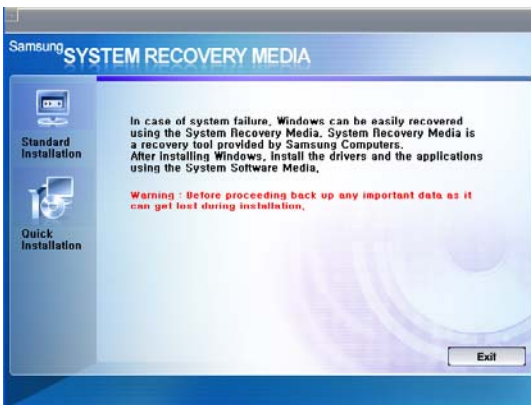 Samsung SYSTEM RECOVERY MEDIA
Standard
Installation
Quick
Installation
In case of system failure, Windows can be easily recovered
using the System Recovery Media. System Recovery Media is
a recovery tool provided by Samsung Computers.
After installing Windows, install the drivers and the applications
using the System Software Media.
Warning : Before proceeding back up any important data as it
can get lost during installation.
Exit